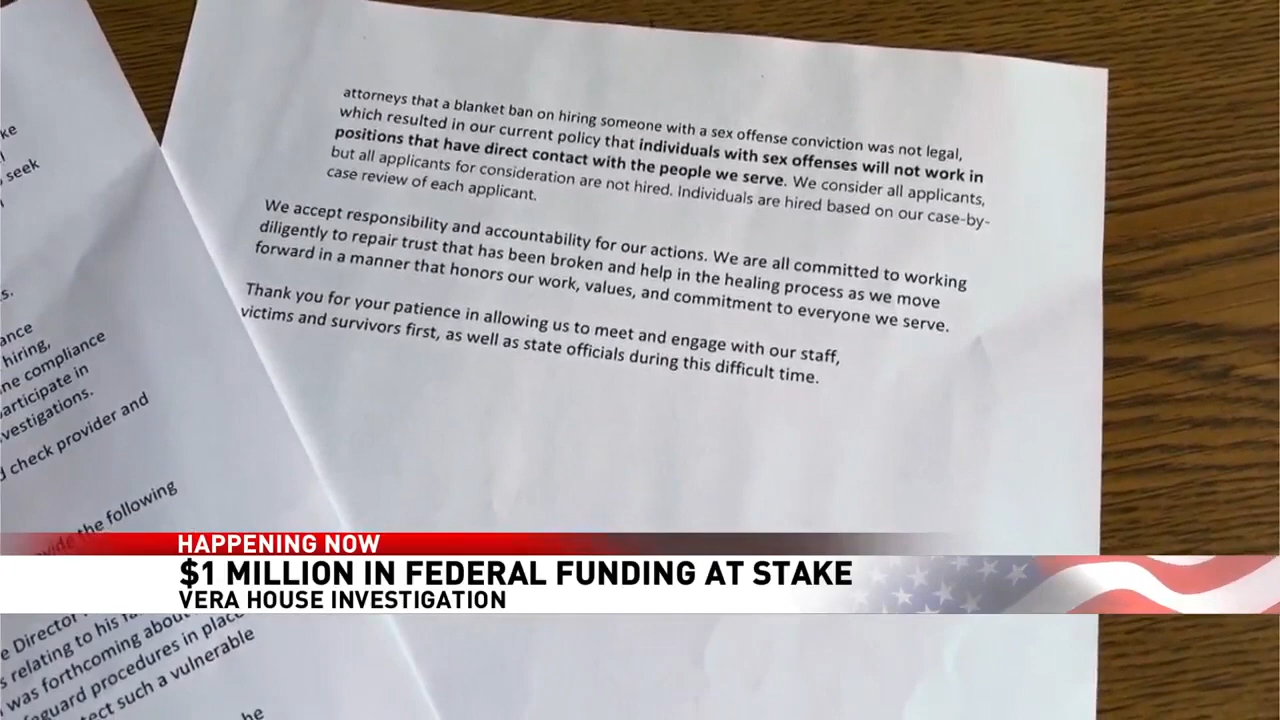 attorneys that a blanket ban on hiring someone with a sex offense conviction was not legal,
which resulted in our current policy that individuals with sex offenses will not work in
positions that have direct contact with the people we serve. We consider all applicants,
but all applicants for consideration are not hired. Individuals are hired based on our case-by-
case review of each applicant.
We accept responsibility and accountability for our actions. We are all committed to working
diligently to repair trust that has been broken and help in the healing process as we move
forward in a manner that honors our work, values, and commitment to everyone we serve.
Thank you for your patience in allowing us to meet and engage with our staff,
victims and survivors first, as well as state officials during this difficult time.
seek
hiring,
compliance
participate in
check provider and
the following
HAPPENING NOW
$1 MILLION IN FEDERAL FUNDING AT STAKE
VERA HOUSE INVESTIGATION
Director
relating to his
was forthcoming about
procedures in place
such a vulnerable